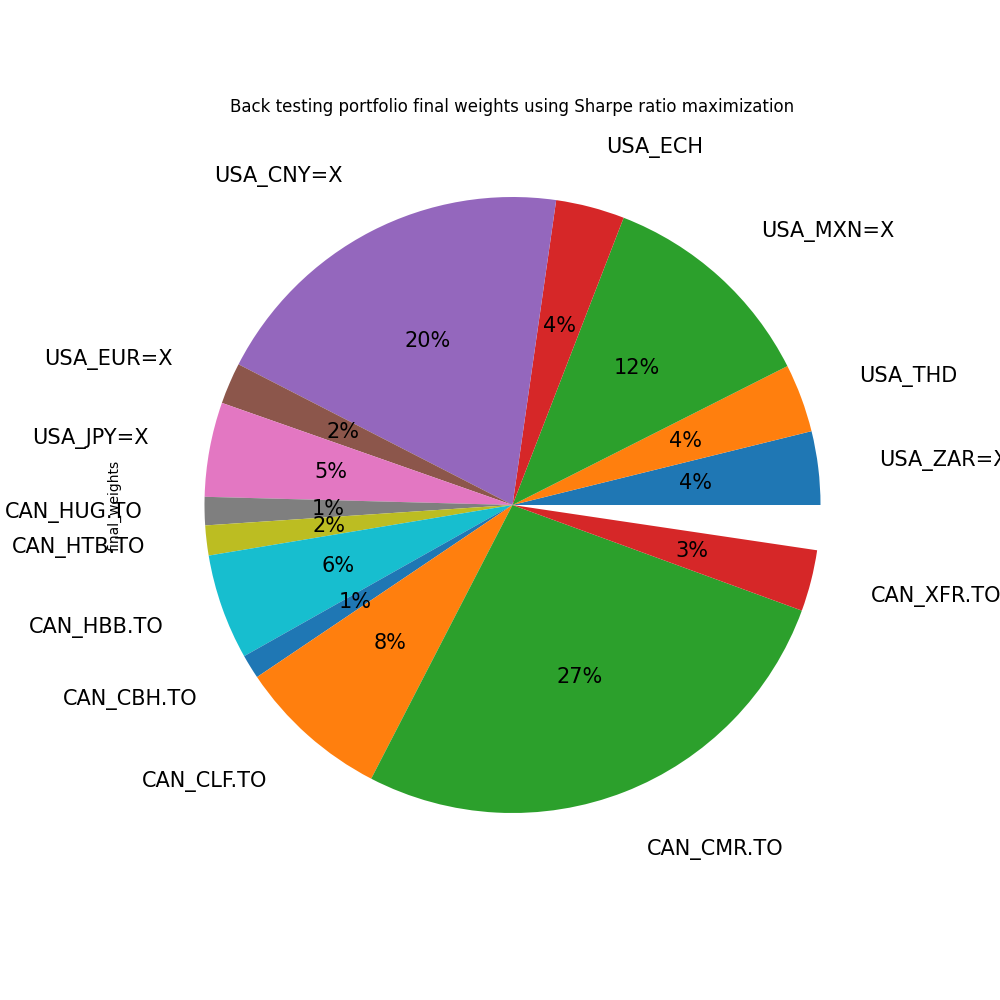 Back testing portfolio final weights using Sharpe ratio maximization
USA_ECH
USA_CNY=X
USA_MXN=X
4%
20%
12%
USA_EUR=X
USA_THD
2%
4%
USA_JPY=X
5%
USA_ZAR=X
4%
final_weights
CAN_HUG.TO
1%
2%
CAN_HTB.TO
3%
6%
CAN_XFR.TO
1%
CAN_HBB.TO
8%
27%
CAN_CBH.TO
CAN_CLF.TO
CAN_CMR.TO